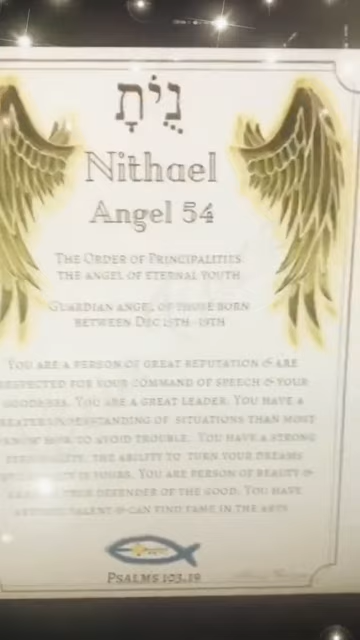 נִֻיֹתָ
Nithael
Angel 54
The Order of Principalities
the angel of eternal youth
Guardian angel of those born
between Dec 15th - 19th
You are a person of great reputation & are
respected for your command of speech & your
goodness. You are a great leader. You have a
understanding of situations than most
know how to avoid trouble. You have a strong
the ability to turn your dreams
is yours. You are person of beauty &
defender of the good. You have
talent & can find fame in the arts
Psalms 103.19